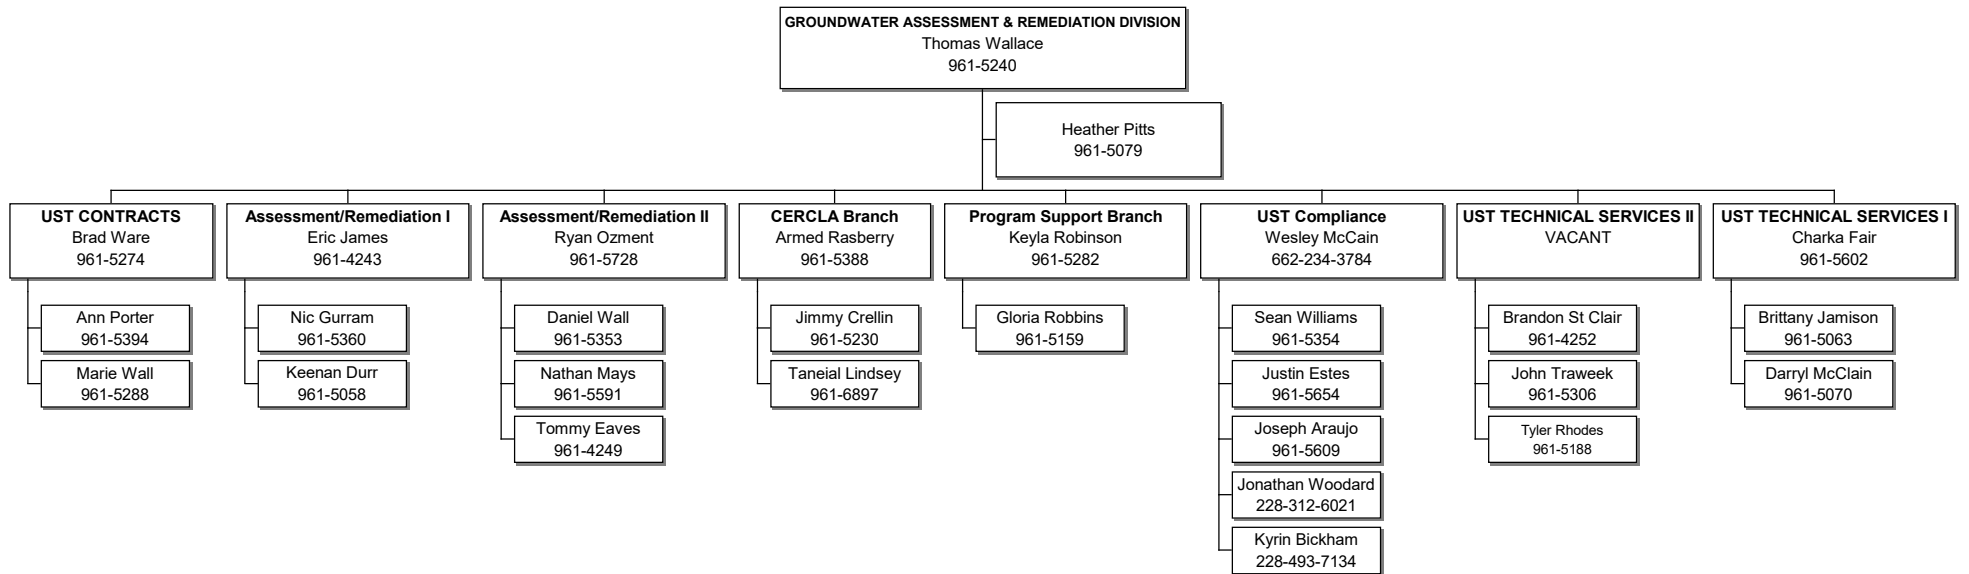 GROUNDWATER ASSESSMENT & REMEDIATION DIVISION
Thomas Wallace
961-5240
Heather Pitts
961-5079
UST CONTRACTS
Brad Ware
961-5274
Ann Porter
961-5394
Marie Wall
961-5288
Assessment/Remediation I
Eric James
961-4243
Nic Gurram
961-5360
Keenan Durr
961-5058
Assessment/Remediation II
Ryan Ozment
961-5728
Daniel Wall
961-5353
Nathan Mays
961-5591
Tommy Eaves
961-4249
CERCLA Branch
Armed Rasberry
961-5388
Jimmy Crellin
961-5230
Taneial Lindsey
961-6897
Program Support Branch
Keyla Robinson
961-5282
Gloria Robbins
961-5159
UST Compliance
Wesley McCain
662-234-3784
Sean Williams
961-5354
Justin Estes
961-5654
Joseph Araujo
961-5609
Jonathan Woodard
228-312-6021
Kyrin Bickham
228-493-7134
UST TECHNICAL SERVICES II
VACANT
Brandon St Clair
961-4252
John Traweek
961-5306
Tyler Rhodes
961-5188
UST TECHNICAL SERVICES I
Charka Fair
961-5602
Brittany Jamison
961-5063
Darryl McClain
961-5070